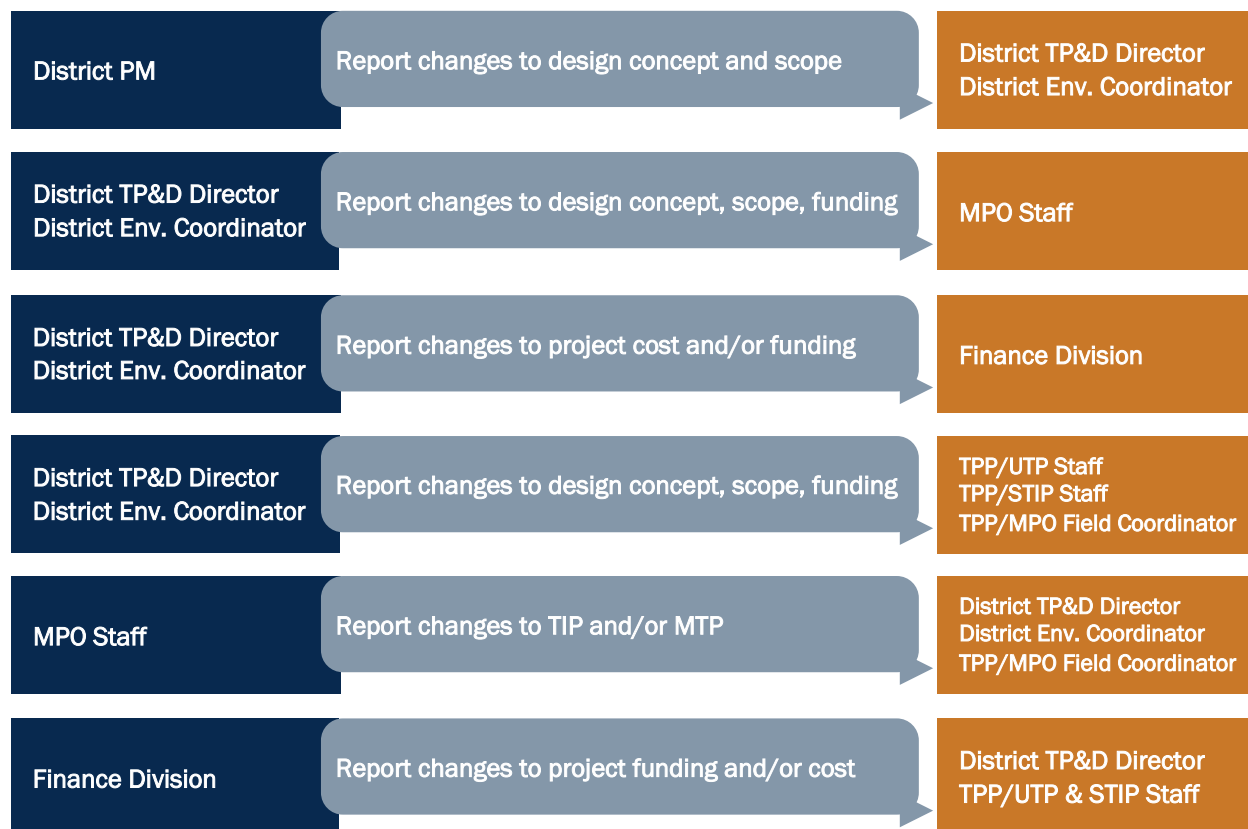 District PM
Report changes to design concept and scope
District TP&D Director
District Env. Coordinator
District TP&D Director
District Env. Coordinator
Report changes to design concept, scope, funding
MPO Staff
District TP&D Director
District Env. Coordinator
Report changes to project cost and/or funding
Finance Division
District TP&D Director
District Env. Coordinator
Report changes to design concept, scope, funding
TPP/UTP Staff
TPP/STIP Staff
TPP/MPO Field Coordinator
MPO Staff
Report changes to TIP and/or MTP
District TP&D Director
District Env. Coordinator
TPP/MPO Field Coordinator
Finance Division
Report changes to project funding and/or cost
District TP&D Director
TPP/UTP & STIP Staff